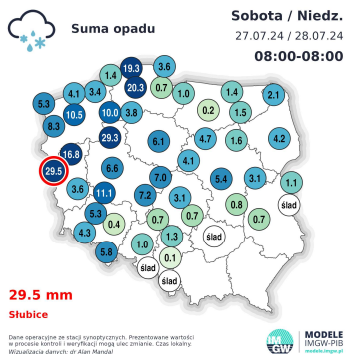 Suma opadu
Sobota / Niedz.
27.07.24 / 28.07.24
08:00-08:00
19.3
3.6
1.4
20.3
0.7
4.1
3.4
1.0
1.4
2.1
5.3
10.5
10.0
3.8
0.2
1.5
8.3
29.3
6.1
4.7
1.6
4.2
16.8
4.1
29.5
6.6
7.0
5.4
3.1
1.1
3.6
11.1
7.2
3.1
0.8
ślad
5.3
0.4
0.7
0.7
0.7
4.3
1.0
1.3
ślad
5.8
0.1
ślad
ślad
29.5 mm
Słubice
Dane operacyjne ze stacji synoptycznych. Prezentowane wartości
w procesie kontroli i weryfikacji mogą ulec zmianie. Czas lokalny.
Wizualizacja danych: dr Alan Mandal
IM
GW
MODELE
IMGW-PIB
modele.imgw.pl